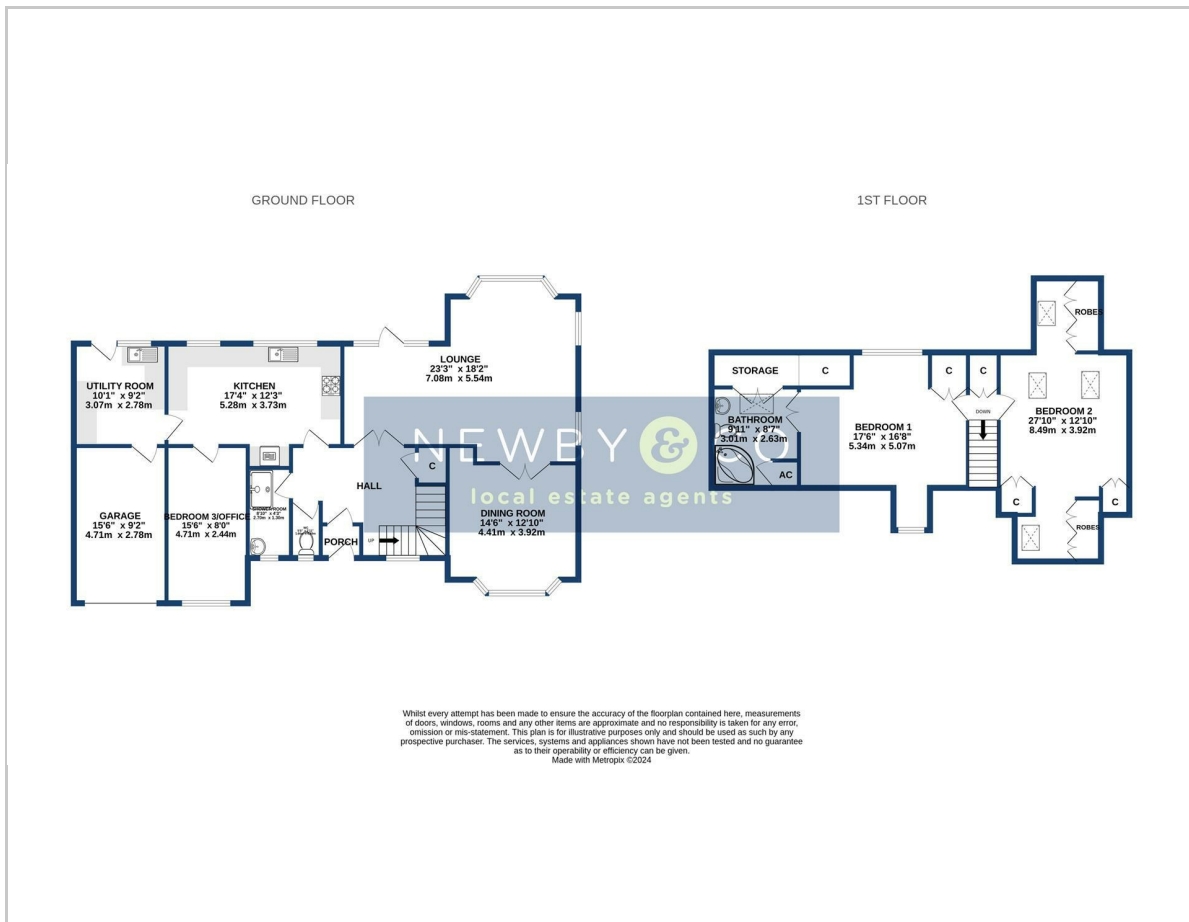 GROUND FLOOR
1ST FLOOR
UTILITY ROOM
10'1" x 9'2"
3.07m x 2.78m
KITCHEN
17'4" x 12'3"
5.28m x 3.73m
LOUNGE
23'3" x 18'2"
7.08m x 5.54m
GARAGE
15'6" x 9'2"
4.71m x 2.78m
BEDROOM 3/OFFICE
15'6" x 8'0"
4.71m x 2.44m
SHOWER ROOM
WC
HALL
C
PORCH
UP
DINING ROOM
14'6" x 12'10"
4.41m x 3.92m
STORAGE
C
BATHROOM
9'11" x 8'7"
3.01m x 2.63m
AC
BEDROOM 1
17'6" x 16'8"
5.34m x 5.07m
C
C
DOWN
ROBES
BEDROOM 2
27'10" x 12'10"
8.49m x 3.92m
C
C
ROBES
NEWBY & CO
local estate agents
Whilst every attempt has been made to ensure the accuracy of the floorplan contained here, measurements
of doors, windows, rooms and any other items are approximate and no responsibility is taken for any error,
omission or mis-statement. This plan is for illustrative purposes only and should be used as such by any
prospective purchaser. The services, systems and appliances shown have not been tested and no guarantee
as to their operability or efficiency can be given.
Made with Metropix ©2024